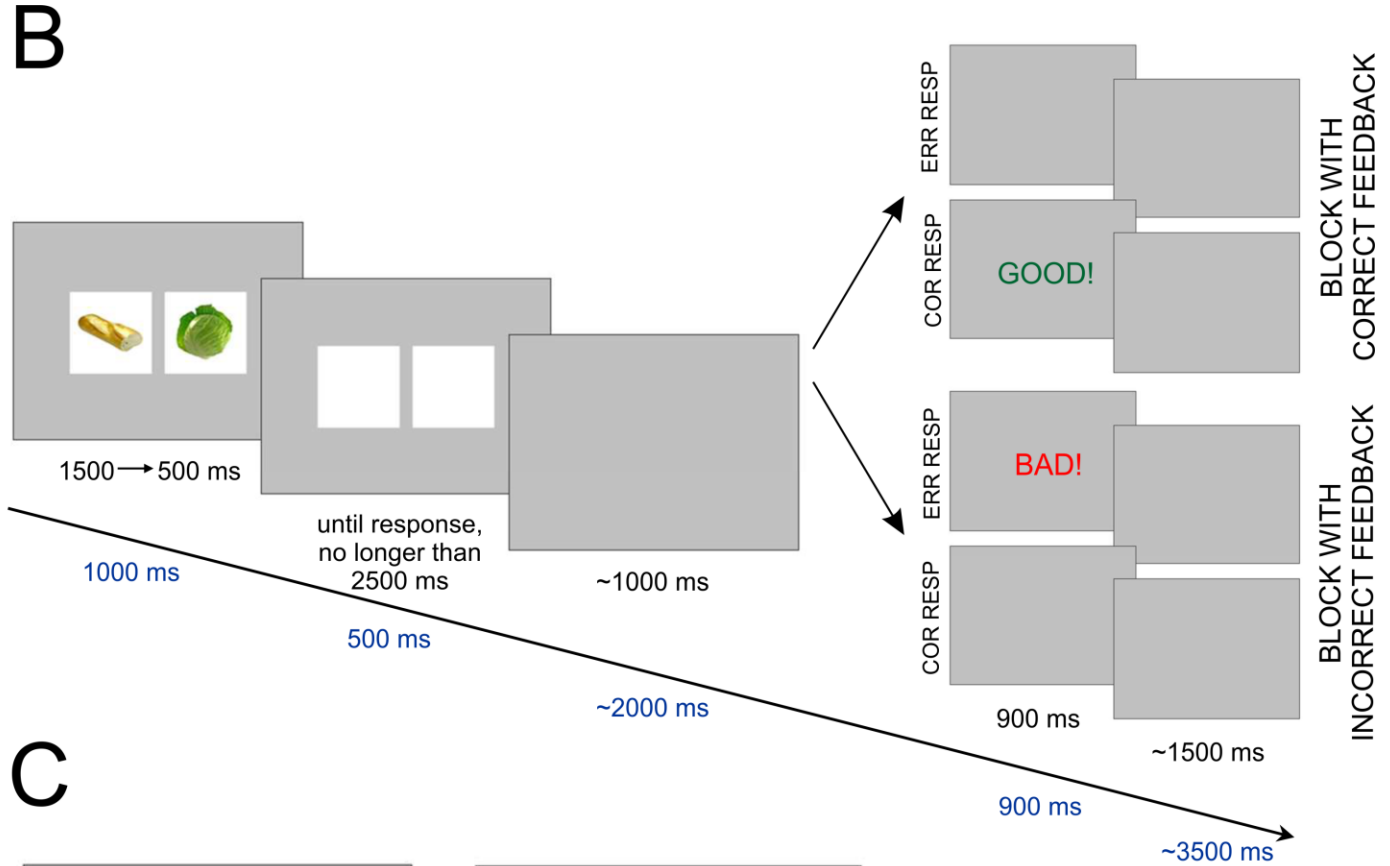 B
1500 → 500 ms
until response,
no longer than
2500 ms
~1000 ms
1000 ms
500 ms
~2000 ms
900 ms
~3500 ms
ERR RESP
COR RESP
GOOD!
BLOCK WITH
CORRECT FEEDBACK
ERR RESP
BAD!
COR RESP
BLOCK WITH
INCORRECT FEEDBACK
900 ms
~1500 ms
C